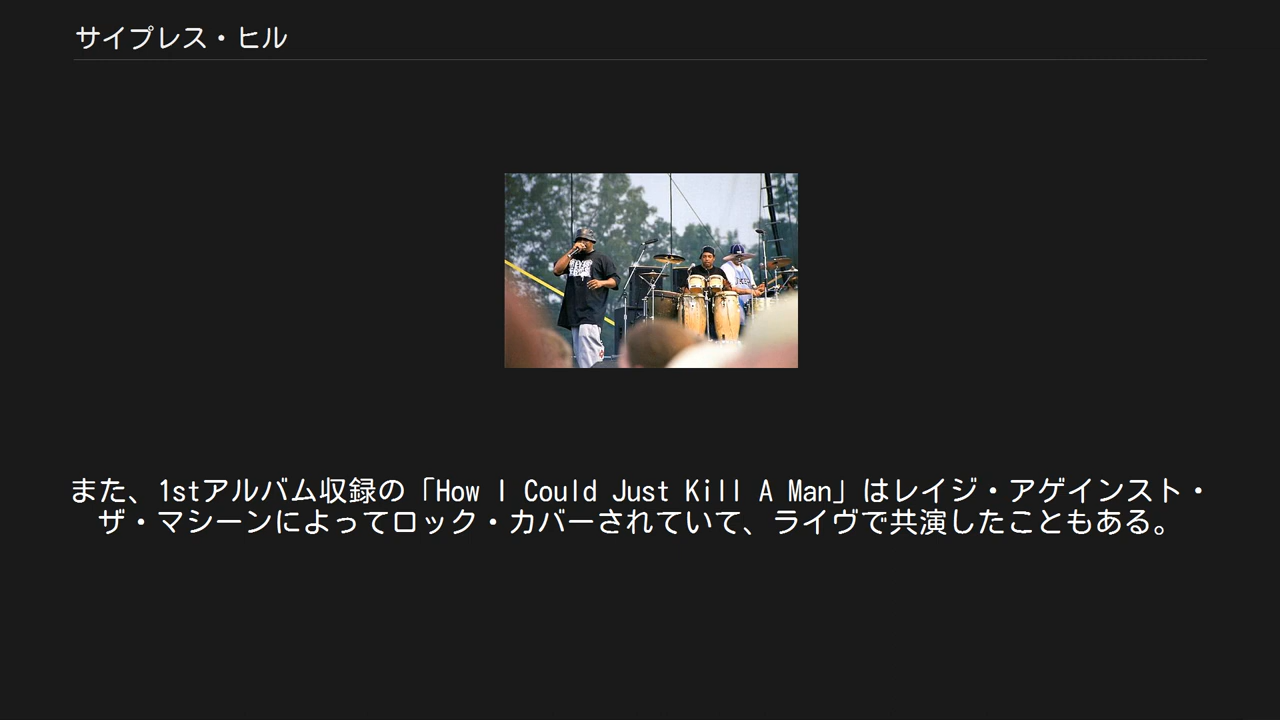 サイプレス・ヒル
また、1stアルバム収録の「How I Could Just Kill A Man」はレイジ・アゲインスト・
ザ・マシーンによってロック・カバーされていて、ライヴで共演したこともある。